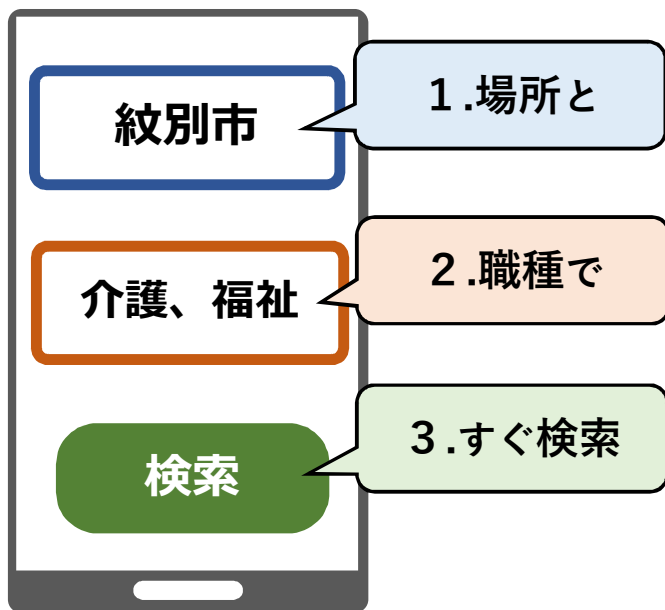 紋別市
１.場所と
介護、福祉
２.職種で
検索
３.すぐ検索